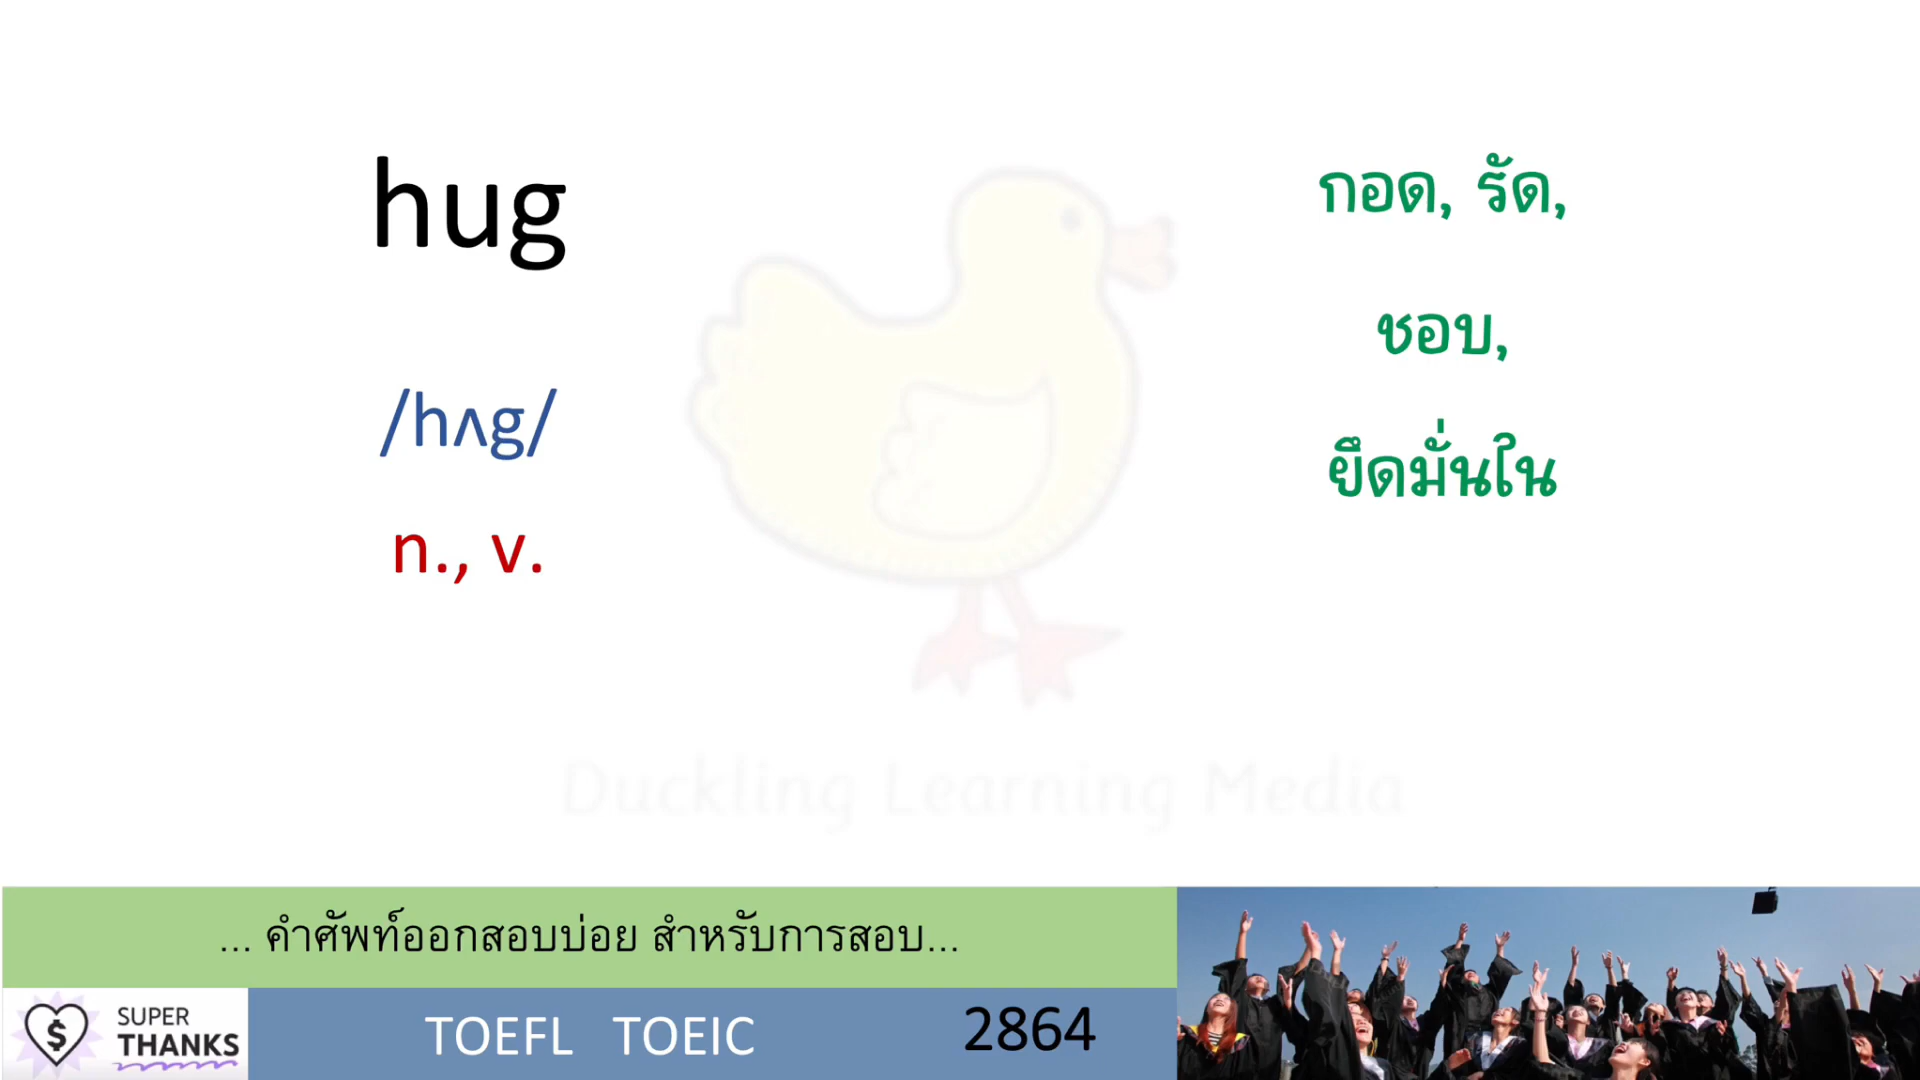 hug
/hʌg/
n., v.
กอด, รัด,
ชอบ,
ยึดมั่นใน
Duckling Learning Media
... คำศัพท์ออกสอบบ่อย สำหรับการสอบ...
SUPER
THANKS
TOEFL TOEIC
2864